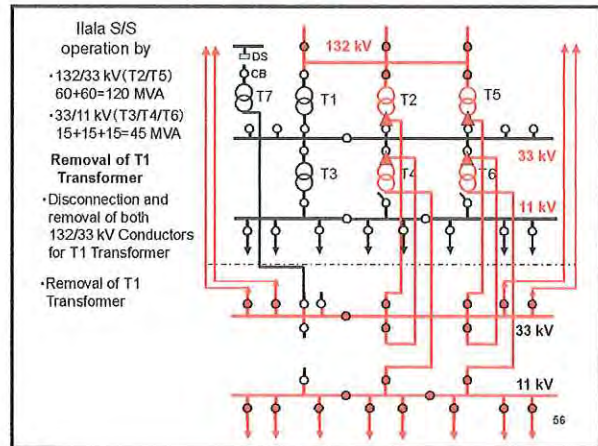 Ilala S/S
operation by
・132/33 kV(T2/T5)
60+60=120 MVA
・33/11 kV(T3/T4/T6)
15+15+15=45 MVA
Removal of T1
Transformer
・Disconnection and
removal of both
132/33 kV Conductors
for T1 Transformer
・Removal of T1
Transformer
132 kV
DS
CB
T7
T1
T2
T5
33 kV
T3
T4
T6
11 kV
33 kV
11 kV
56